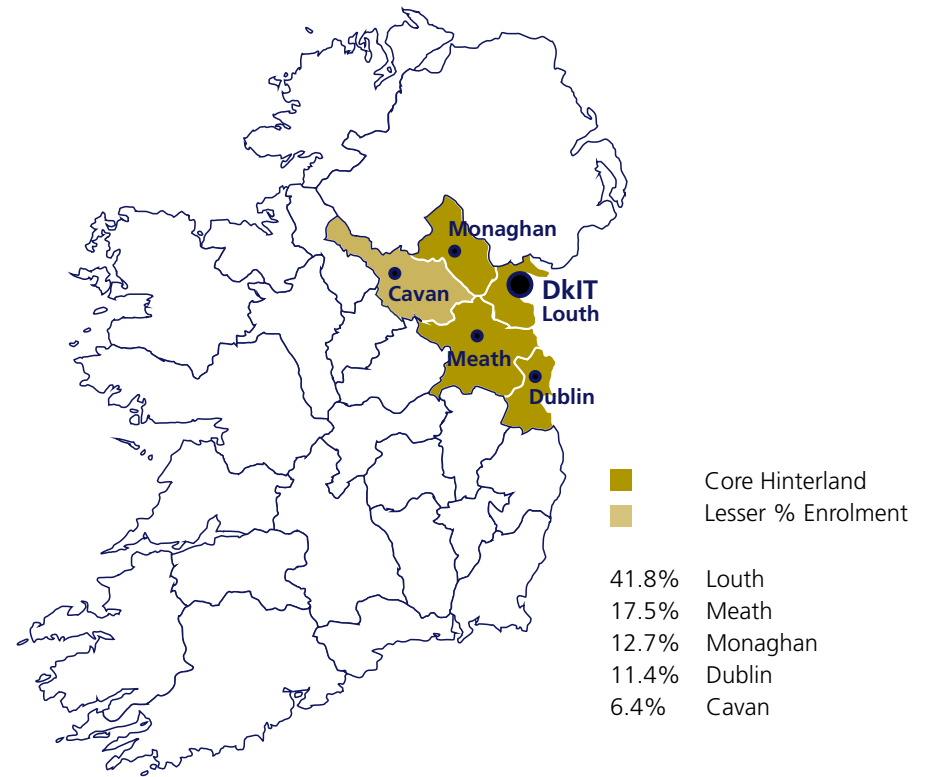 Monaghan
DkIT
Louth
Cavan
Meath
Dublin
Core Hinterland
Lesser % Enrolment
41.8% Louth
17.5% Meath
12.7% Monaghan
11.4% Dublin
6.4% Cavan